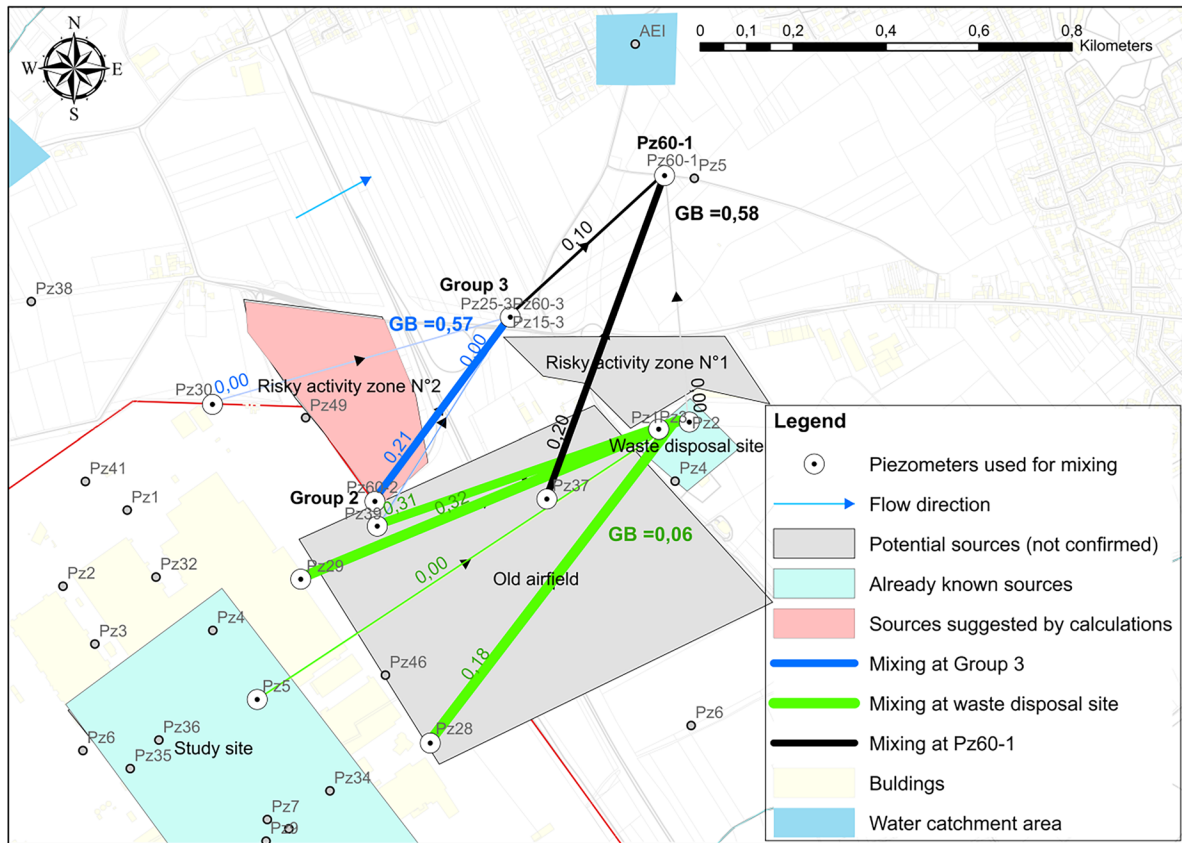 N
W
E
S
AEI
0
0,1
0,2
0,4
0,6
0,8
Kilometers
Pz60-1
Pz60-1
Pz5
GB =0,58
0,10
Pz38
Group 3
Pz25-3
Pz60-3
Pz15-3
GB =0,57
0,00
Risky activity zone N°1
Pz30
0,00
Risky activity zone N°2
Pz49
0,21
0,20
Pz1
Pz3
Pz2
Waste disposal site
Pz4
Pz41
Pz1
Group 2
Pz60-2
Pz39
0,31
0,32
Pz37
GB =0,06
Pz2
Pz32
Pz29
0,00
Old airfield
Pz3
Pz4
Pz46
0,18
Pz5
Pz28
Pz6
Pz6
Pz36
Study site
Pz35
Pz34
Pz7
Pz9
Legend
Piezometers used for mixing
Flow direction
Potential sources (not confirmed)
Already known sources
Sources suggested by calculations
Mixing at Group 3
Mixing at waste disposal site
Mixing at Pz60-1
Buldings
Water catchment area